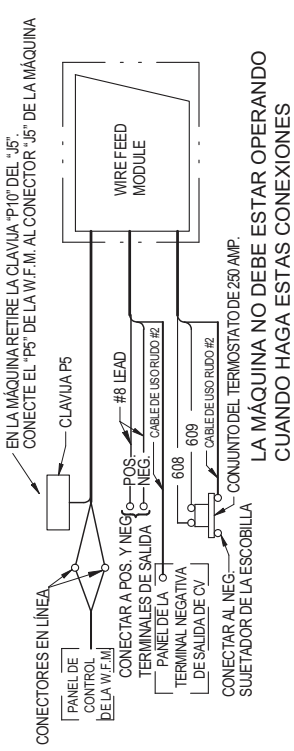 EN LA MÁQUINA RETIRE LA CLAVIJA "P10" DEL "J5".
CONECTE EL "P5" DE LA W.F.M. AL CONECTOR "J5" DE LA MÁQUINA
CLAVIJA P5
CONECTORES EN LÍNEA
PANEL DE
CONTROL
DE LA W.F.M.
WIRE FEED
MODULE
#8 LEAD
CONECTAR A POS. Y NEG.
TERMINALES DE SALIDA
POS.
NEG.
CABLE DE USO RUDO #2
PANEL DE LA
TERMINAL NEGATIVA
DE SALIDA DE CV
608
609
CABLE DE USO RUDO #2
CONJUNTO DEL TERMOSTATO DE 250 AMP.
CONECTAR AL NEG.
SUJETADOR DE LA ESCOBILLA
LA MÁQUINA NO DEBE ESTAR OPERANDO
CUANDO HAGA ESTAS CONEXIONES